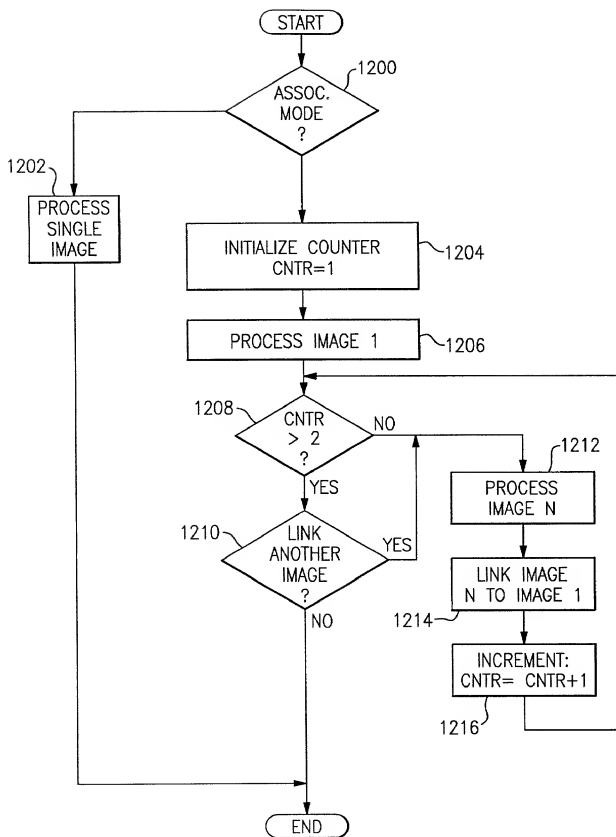 START
1200
ASSOC.
MODE
?
1202
PROCESS
SINGLE
IMAGE
INITIALIZE COUNTER
CNTR=1
1204
PROCESS IMAGE 1
1206
1208
CNTR
> 2
?
NO
YES
1210
LINK
ANOTHER
IMAGE
?
YES
NO
1212
PROCESS
IMAGE N
LINK IMAGE
N TO IMAGE 1
1214
INCREMENT:
CNTR= CNTR+1
1216
END